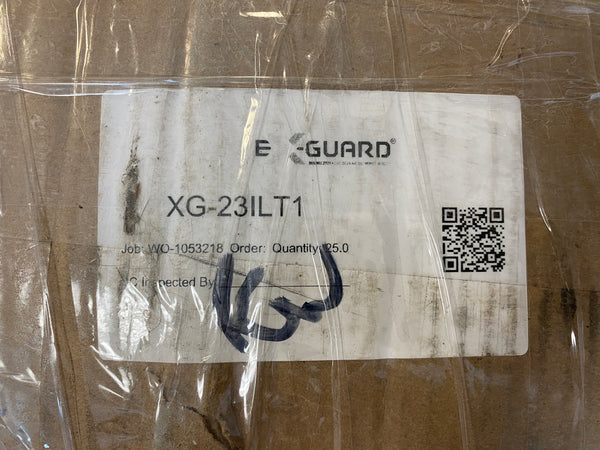 E X-GUARD®
XG-23ILT1
Job: WO-1053218 Order: Quantity: 25.0
QC Inspected By: